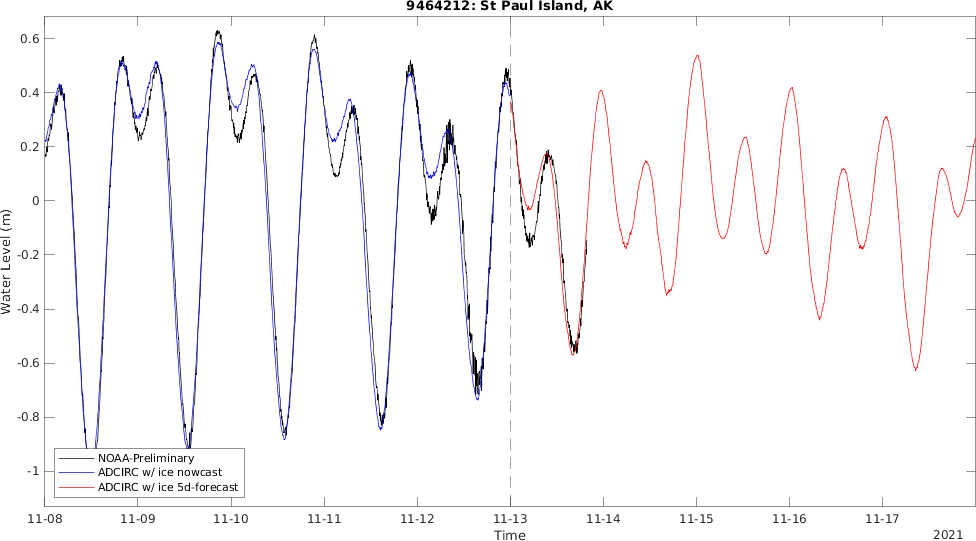 9464212: St Paul Island, AK
0.6
0.4
0.2
0
-0.2
-0.4
-0.6
-0.8
-1
Water Level (m)
NOAA-Preliminary
ADCIRC w/ ice nowcast
ADCIRC w/ ice 5d-forecast
11-08 11-09 11-10 11-11 11-12 11-13 11-14 11-15 11-16 11-17
Time
2021